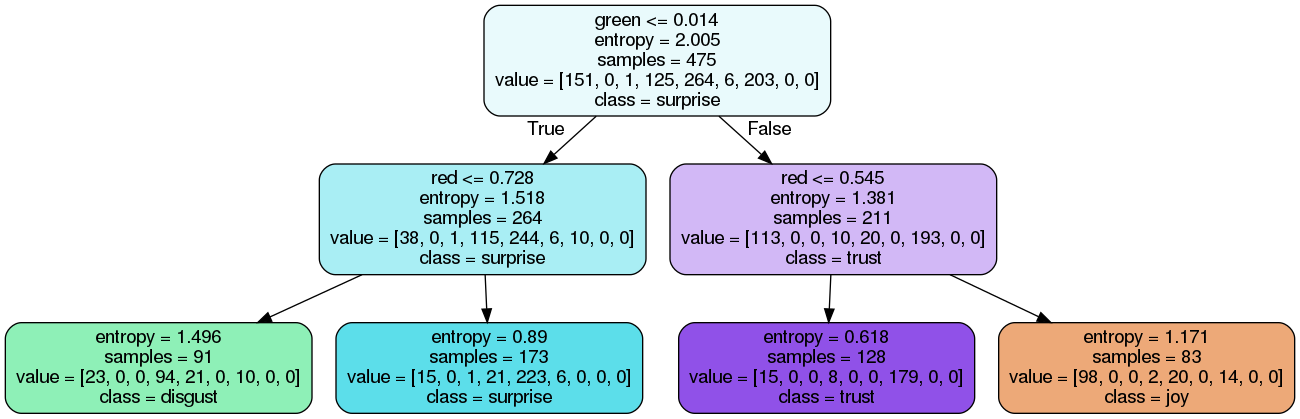 green <= 0.014
entropy = 2.005
samples = 475
value = [151, 0, 1, 125, 264, 6, 203, 0, 0]
class = surprise
True
False
red <= 0.728
entropy = 1.518
samples = 264
value = [38, 0, 1, 115, 244, 6, 10, 0, 0]
class = surprise
red <= 0.545
entropy = 1.381
samples = 211
value = [113, 0, 0, 10, 20, 0, 193, 0, 0]
class = trust
entropy = 1.496
samples = 91
value = [23, 0, 0, 94, 21, 0, 10, 0, 0]
class = disgust
entropy = 0.89
samples = 173
value = [15, 0, 1, 21, 223, 6, 0, 0, 0]
class = surprise
entropy = 0.618
samples = 128
value = [15, 0, 0, 8, 0, 0, 179, 0, 0]
class = trust
entropy = 1.171
samples = 83
value = [98, 0, 0, 2, 20, 0, 14, 0, 0]
class = joy